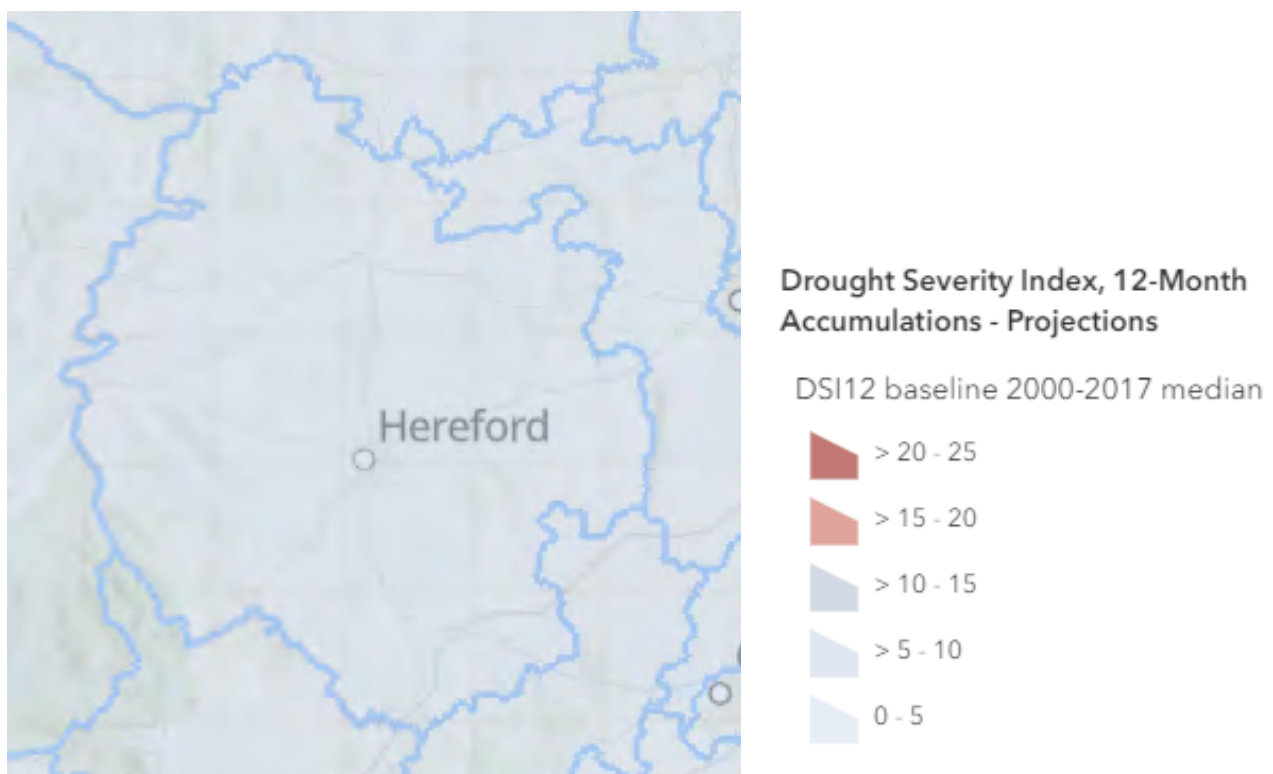 Hereford
Drought Severity Index, 12-Month
Accumulations - Projections
DSI12 baseline 2000-2017 median
> 20 - 25
> 15 - 20
> 10 - 15
> 5 - 10
0 - 5